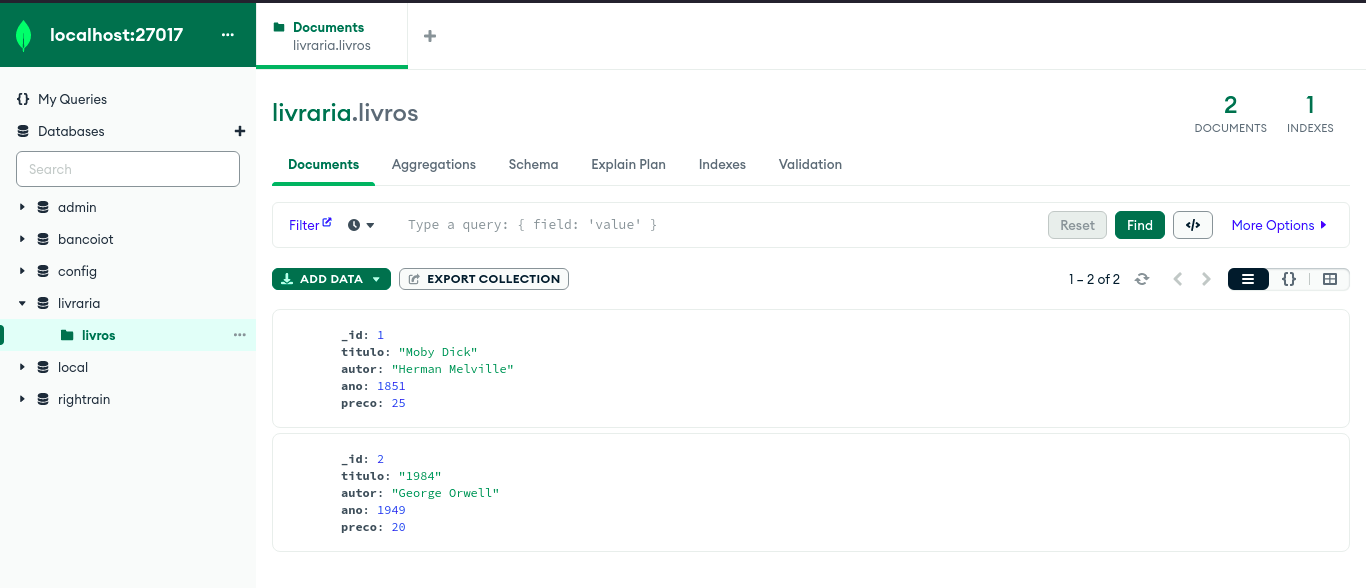 localhost:27017 ...
Documents
livraria.livros
{} My Queries
Databases
Search
admin
bancoiot
config
livraria
livros ...
local
rightrain
livraria.livros
2
DOCUMENTS
1
INDEXES
Documents Aggregations Schema Explain Plan Indexes Validation
Filter Type a query: { field: 'value' } Reset Find </> More Options
ADD DATA EXPORT COLLECTION 1 – 2 of 2 {}
_id: 1
titulo: "Moby Dick"
autor: "Herman Melville"
ano: 1851
preco: 25
_id: 2
titulo: "1984"
autor: "George Orwell"
ano: 1949
preco: 20